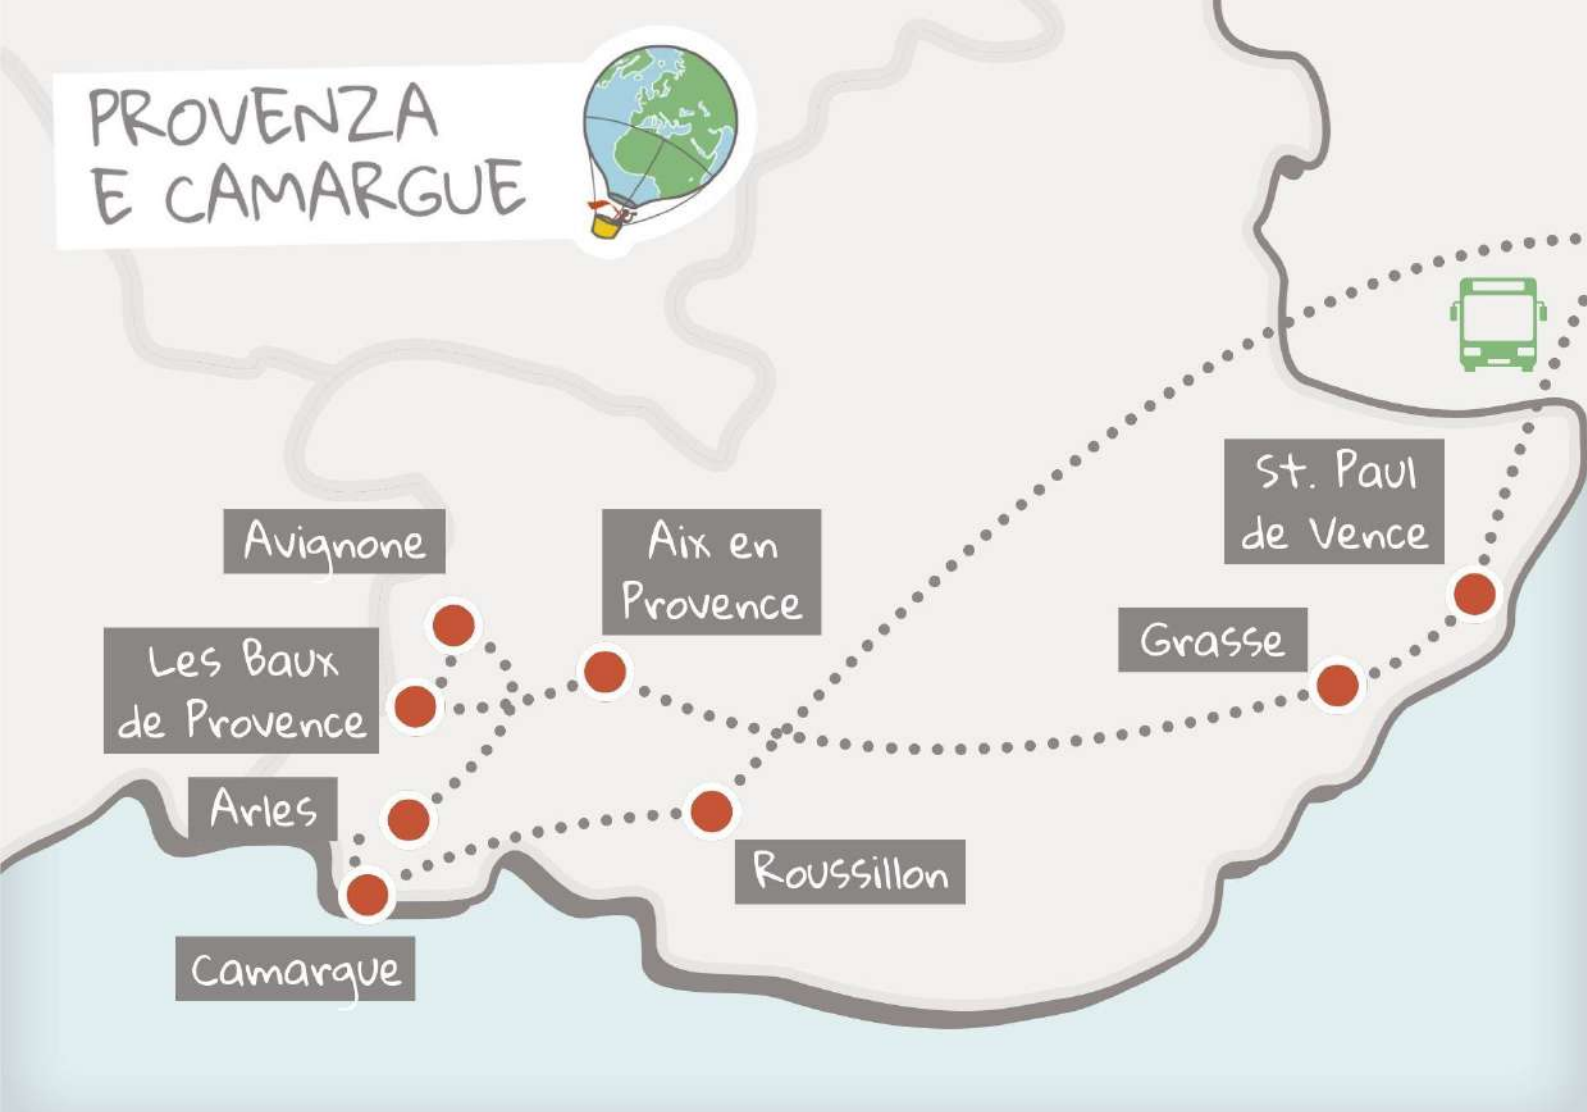 PROVENZA
E CAMARGUE
Avignone
Aix en
Provence
St. Paul
de Vence
Les Baux
de Provence
Grasse
Arles
Roussillon
Camargue